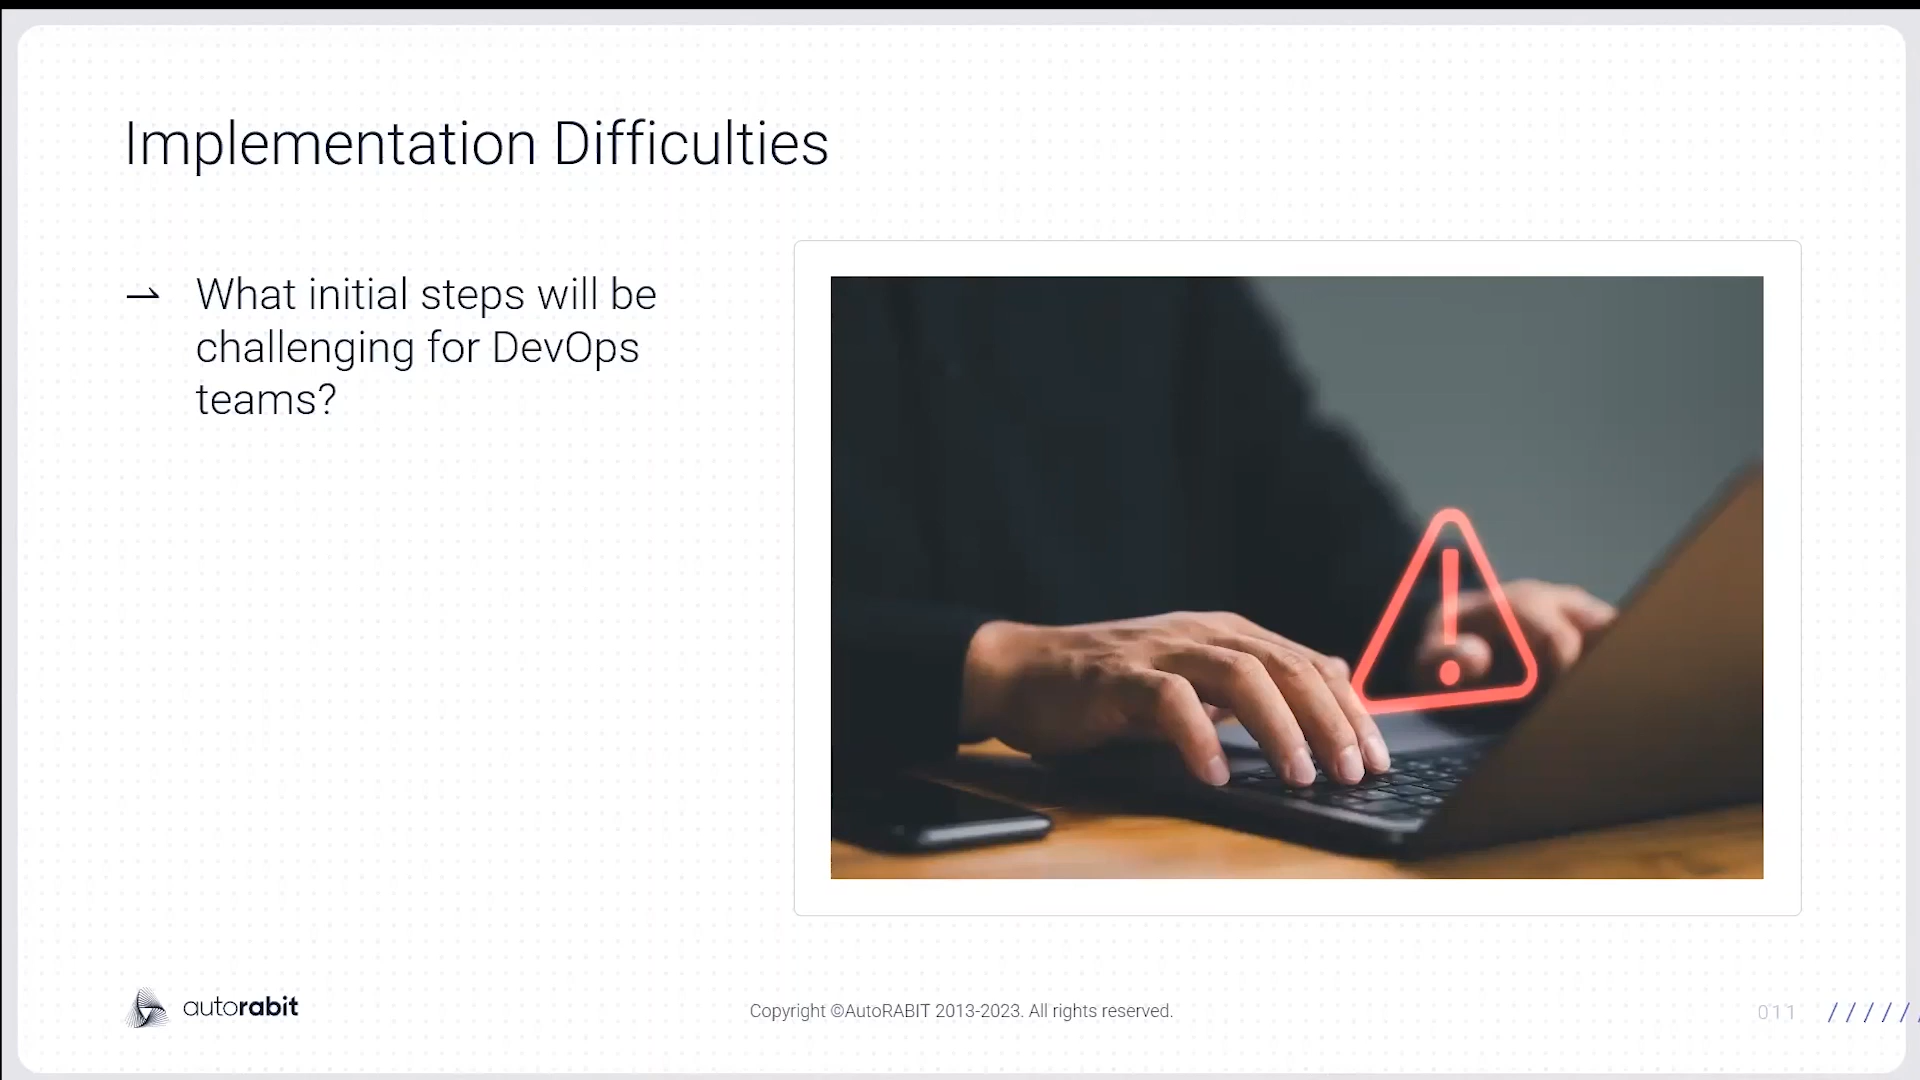 Implementation Difficulties
What initial steps will be
challenging for DevOps
teams?
autorabit
Copyright ©AutoRABIT 2013-2023. All rights reserved.
011